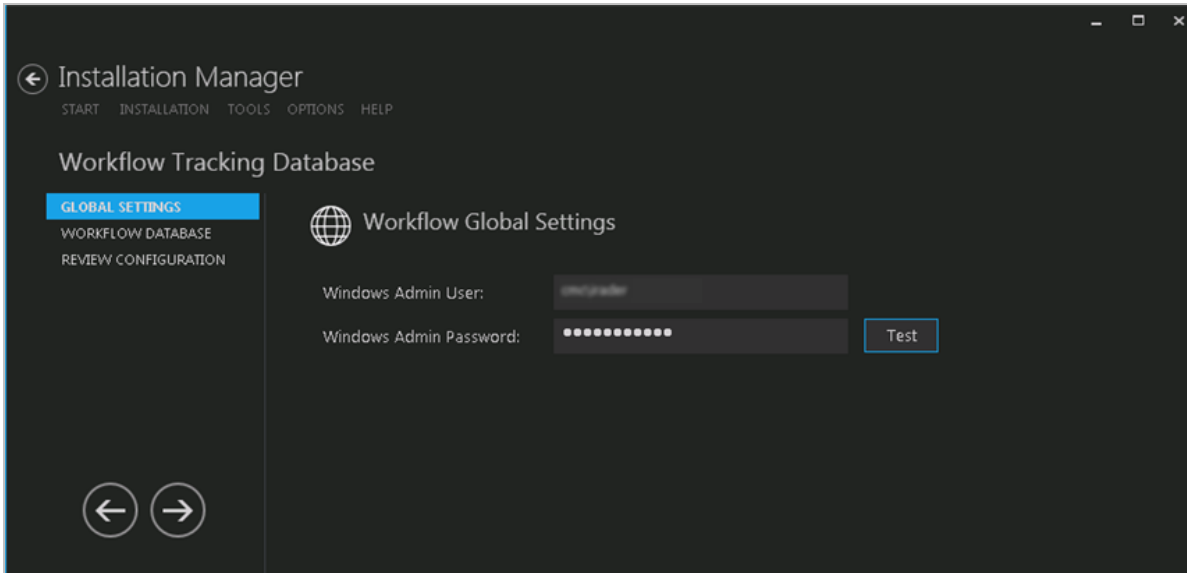 Installation Manager
START INSTALLATION TOOLS OPTIONS HELP
Workflow Tracking Database
GLOBAL SETTINGS
WORKFLOW DATABASE
REVIEW CONFIGURATION
Workflow Global Settings
Windows Admin User:
Windows Admin Password: ●●●●●●●●●●● Test